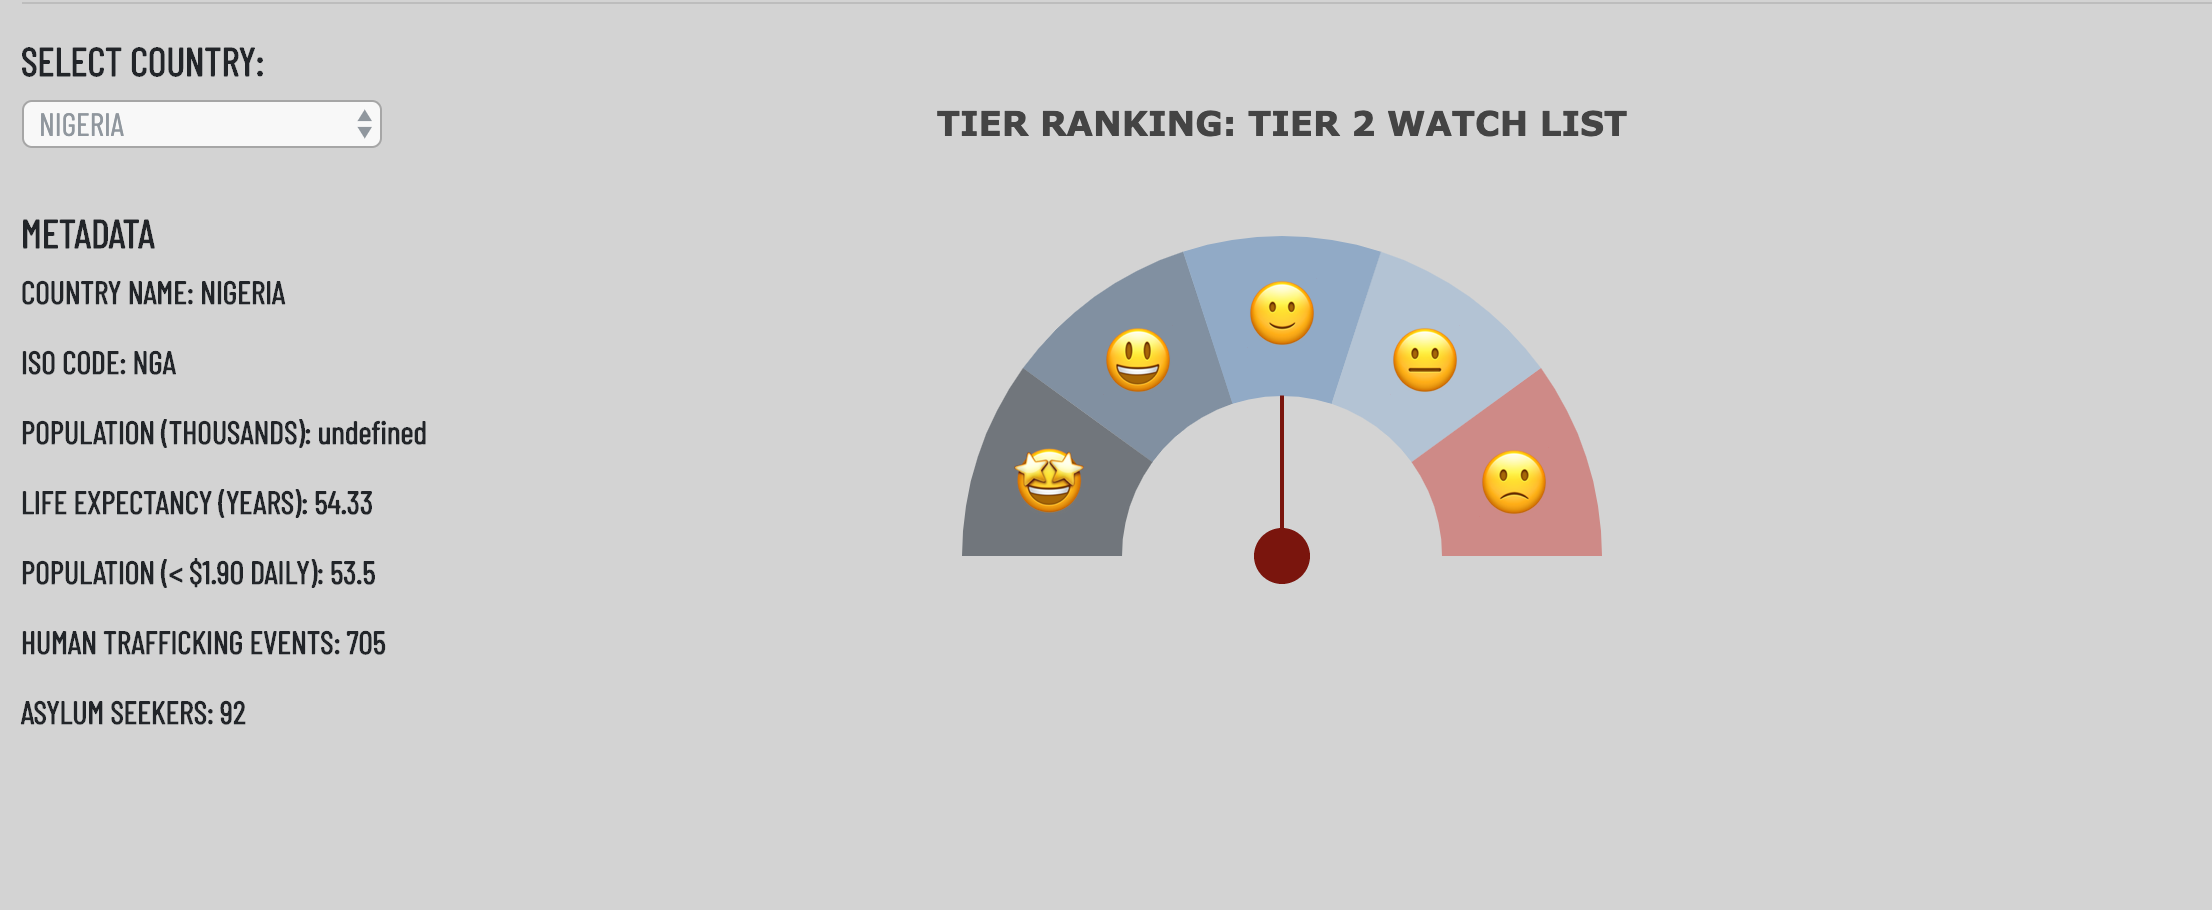 SELECT COUNTRY:
NIGERIA
TIER RANKING: TIER 2 WATCH LIST
METADATA
COUNTRY NAME: NIGERIA
ISO CODE: NGA
POPULATION (THOUSANDS): undefined
LIFE EXPECTANCY (YEARS): 54.33
POPULATION (< $1.90 DAILY): 53.5
HUMAN TRAFFICKING EVENTS: 705
ASYLUM SEEKERS: 92